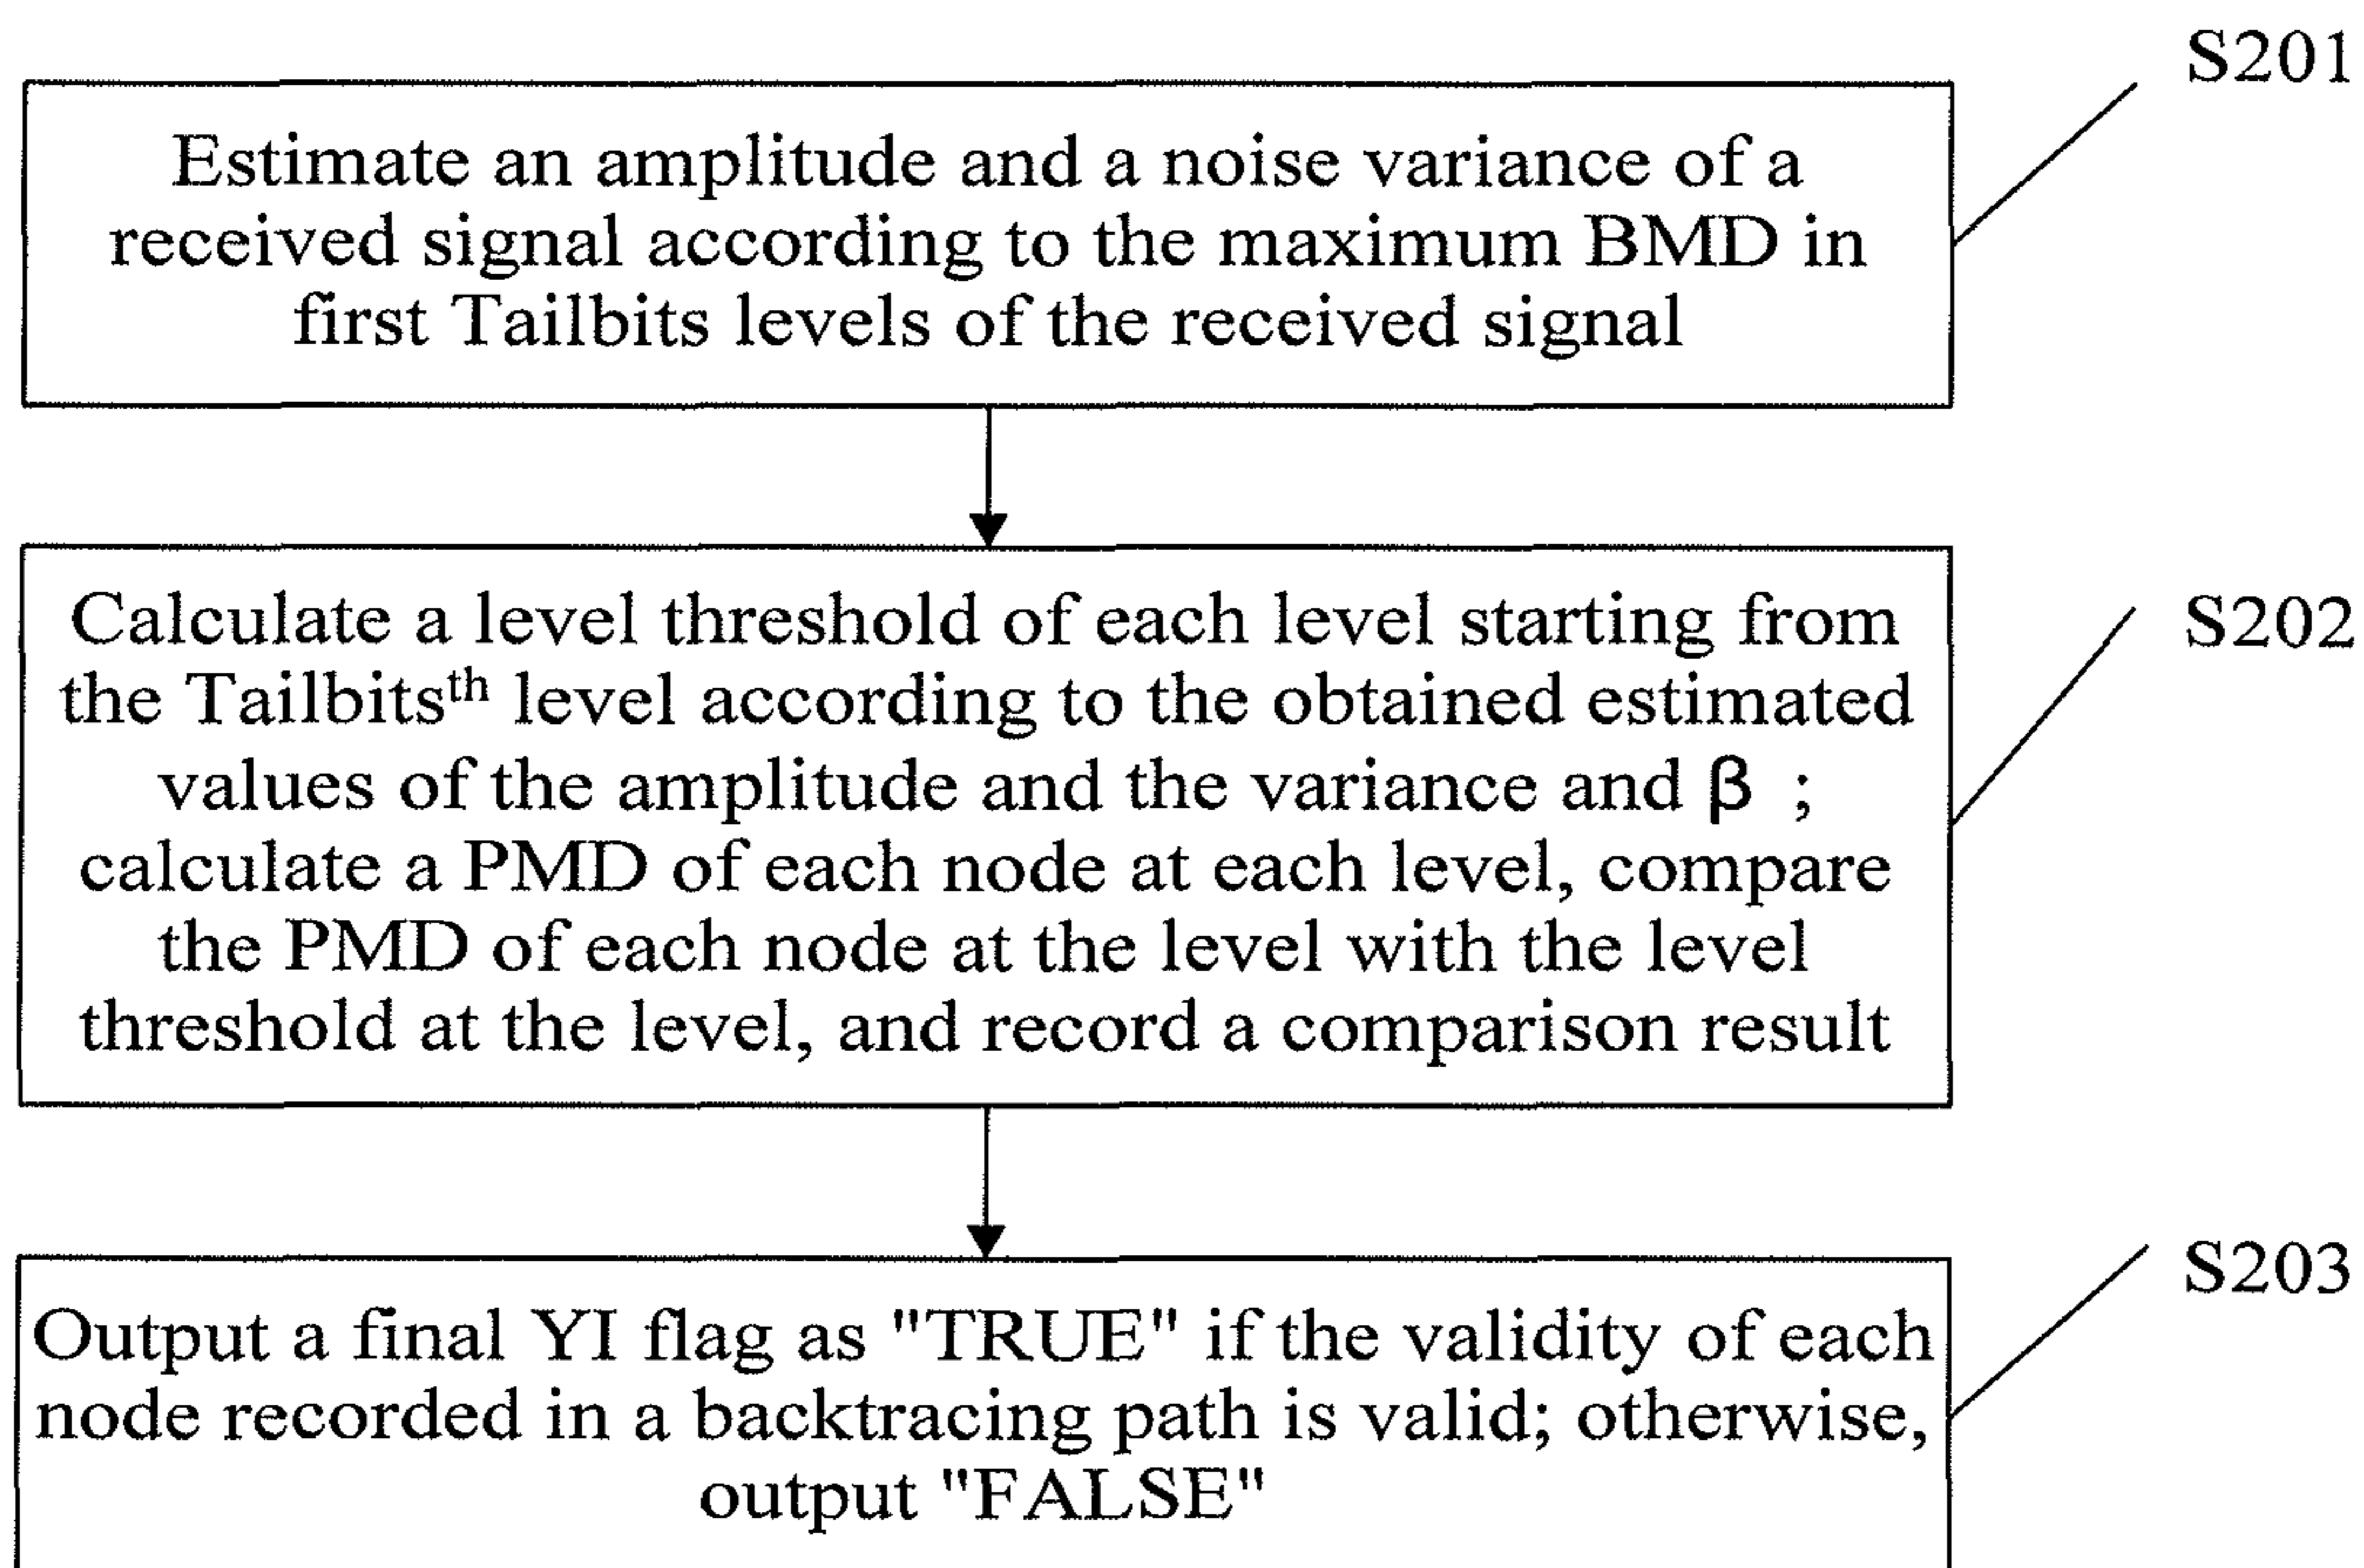 S201
Estimate an amplitude and a noise variance of a
received signal according to the maximum BMD in
first Tailbits levels of the received signal
S202
Calculate a level threshold of each level starting from
the Tailbitsᵗʰ level according to the obtained estimated
values of the amplitude and the variance and β ;
calculate a PMD of each node at each level, compare
the PMD of each node at the level with the level
threshold at the level, and record a comparison result
S203
Output a final YI flag as "TRUE" if the validity of each
node recorded in a backtracing path is valid; otherwise,
output "FALSE"